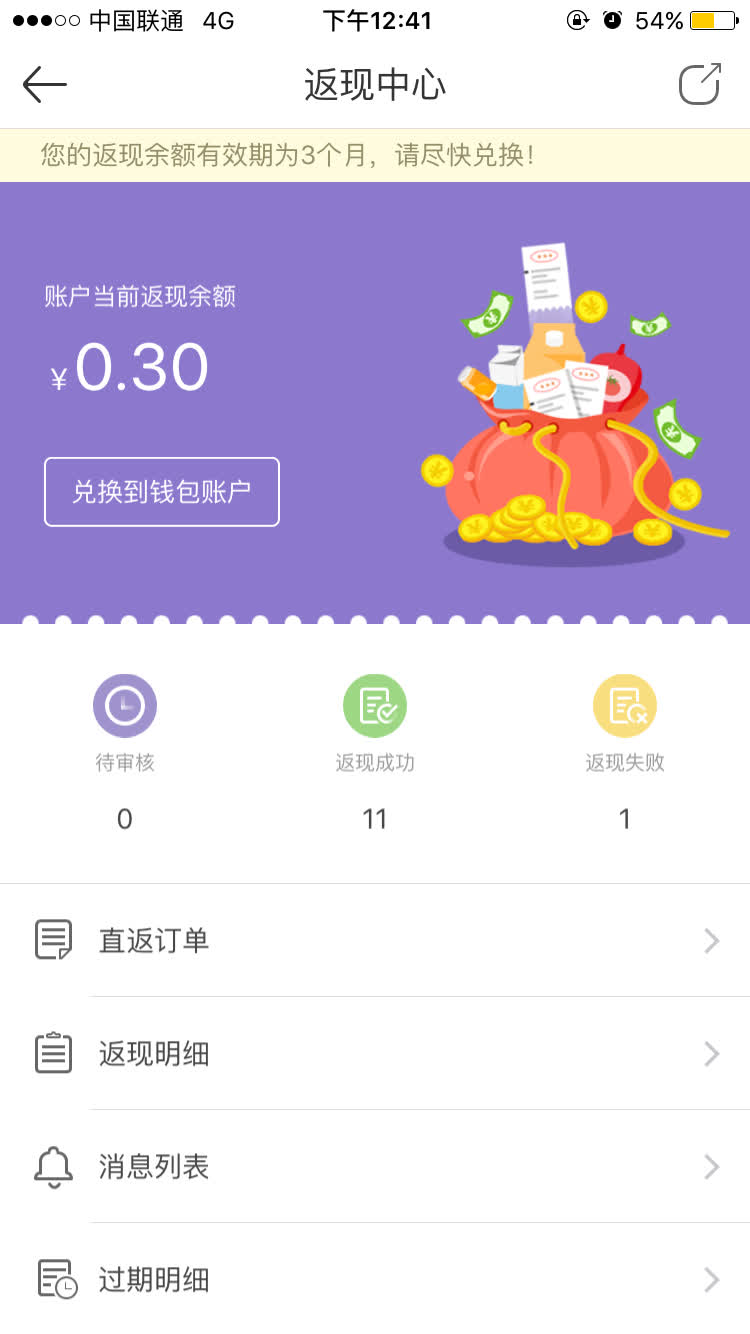 中国联通 4G 下午12:41 54%
返现中心
您的返现余额有效期为3个月，请尽快兑换！
账户当前返现余额
¥0.30
兑换到钱包账户
待审核 返现成功 返现失败
0 11 1
直返订单
返现明细
消息列表
过期明细